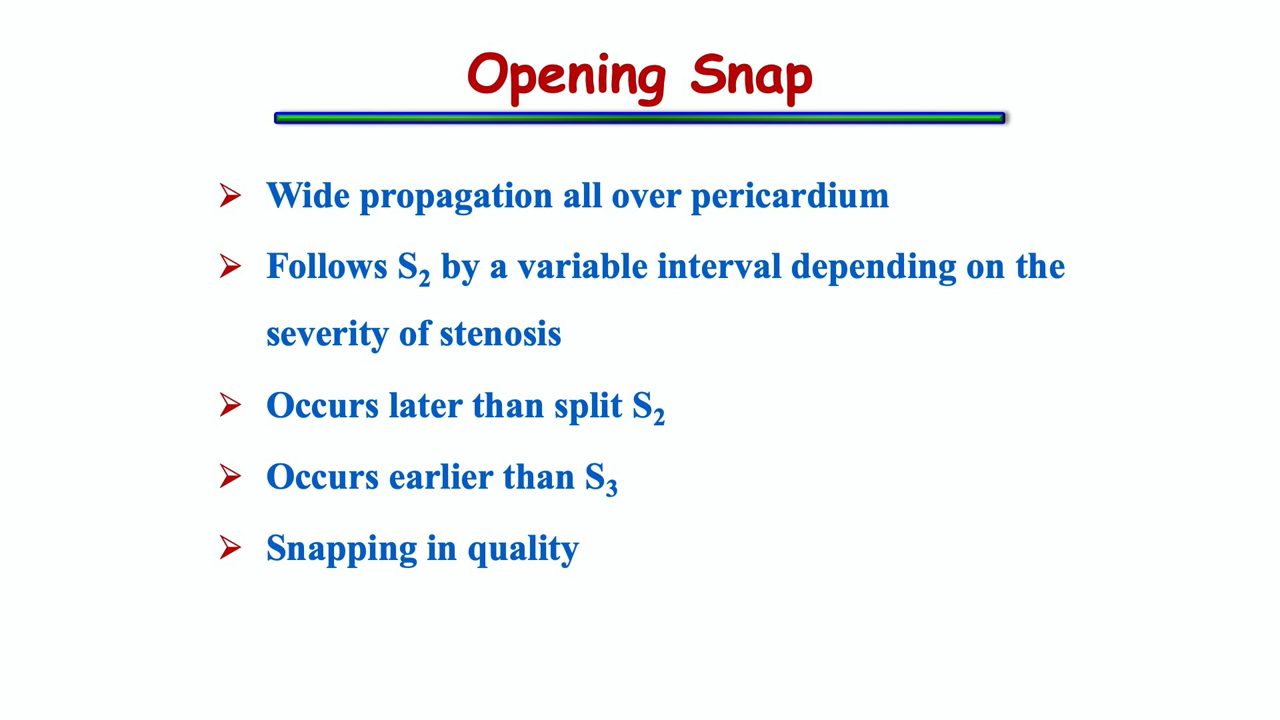 Opening Snap
➢ Wide propagation all over pericardium
➢ Follows S₂ by a variable interval depending on the
severity of stenosis
➢ Occurs later than split S₂
➢ Occurs earlier than S₃
➢ Snapping in quality